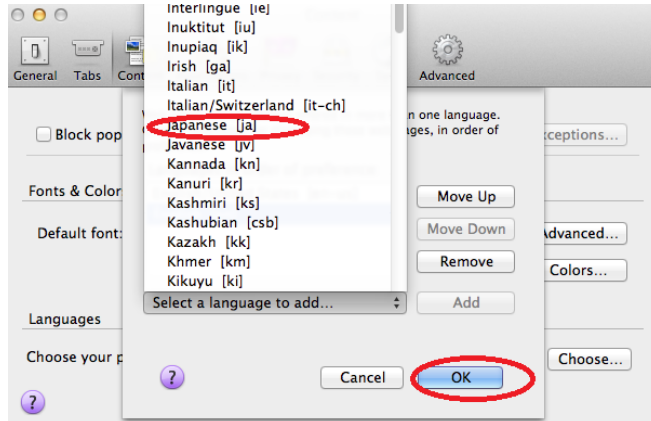 Interlingue [ie]
Inuktitut [iu]
Inupiaq [ik]
Irish [ga]
Italian [it]
Italian/Switzerland [it-ch]
Japanese [ja]
Javanese [jv]
Kannada [kn]
Kanuri [kr]
Kashmiri [ks]
Kashubian [csb]
Kazakh [kk]
Khmer [km]
Kikuyu [ki]
General Tabs Cont Advanced
n one language.
ages, in order of
Block pop xceptions...
Fonts & Color Move Up
Default font: Move Down Advanced...
Remove Colors...
Select a language to add... Add
Languages
Choose your p Choose...
? Cancel OK
?